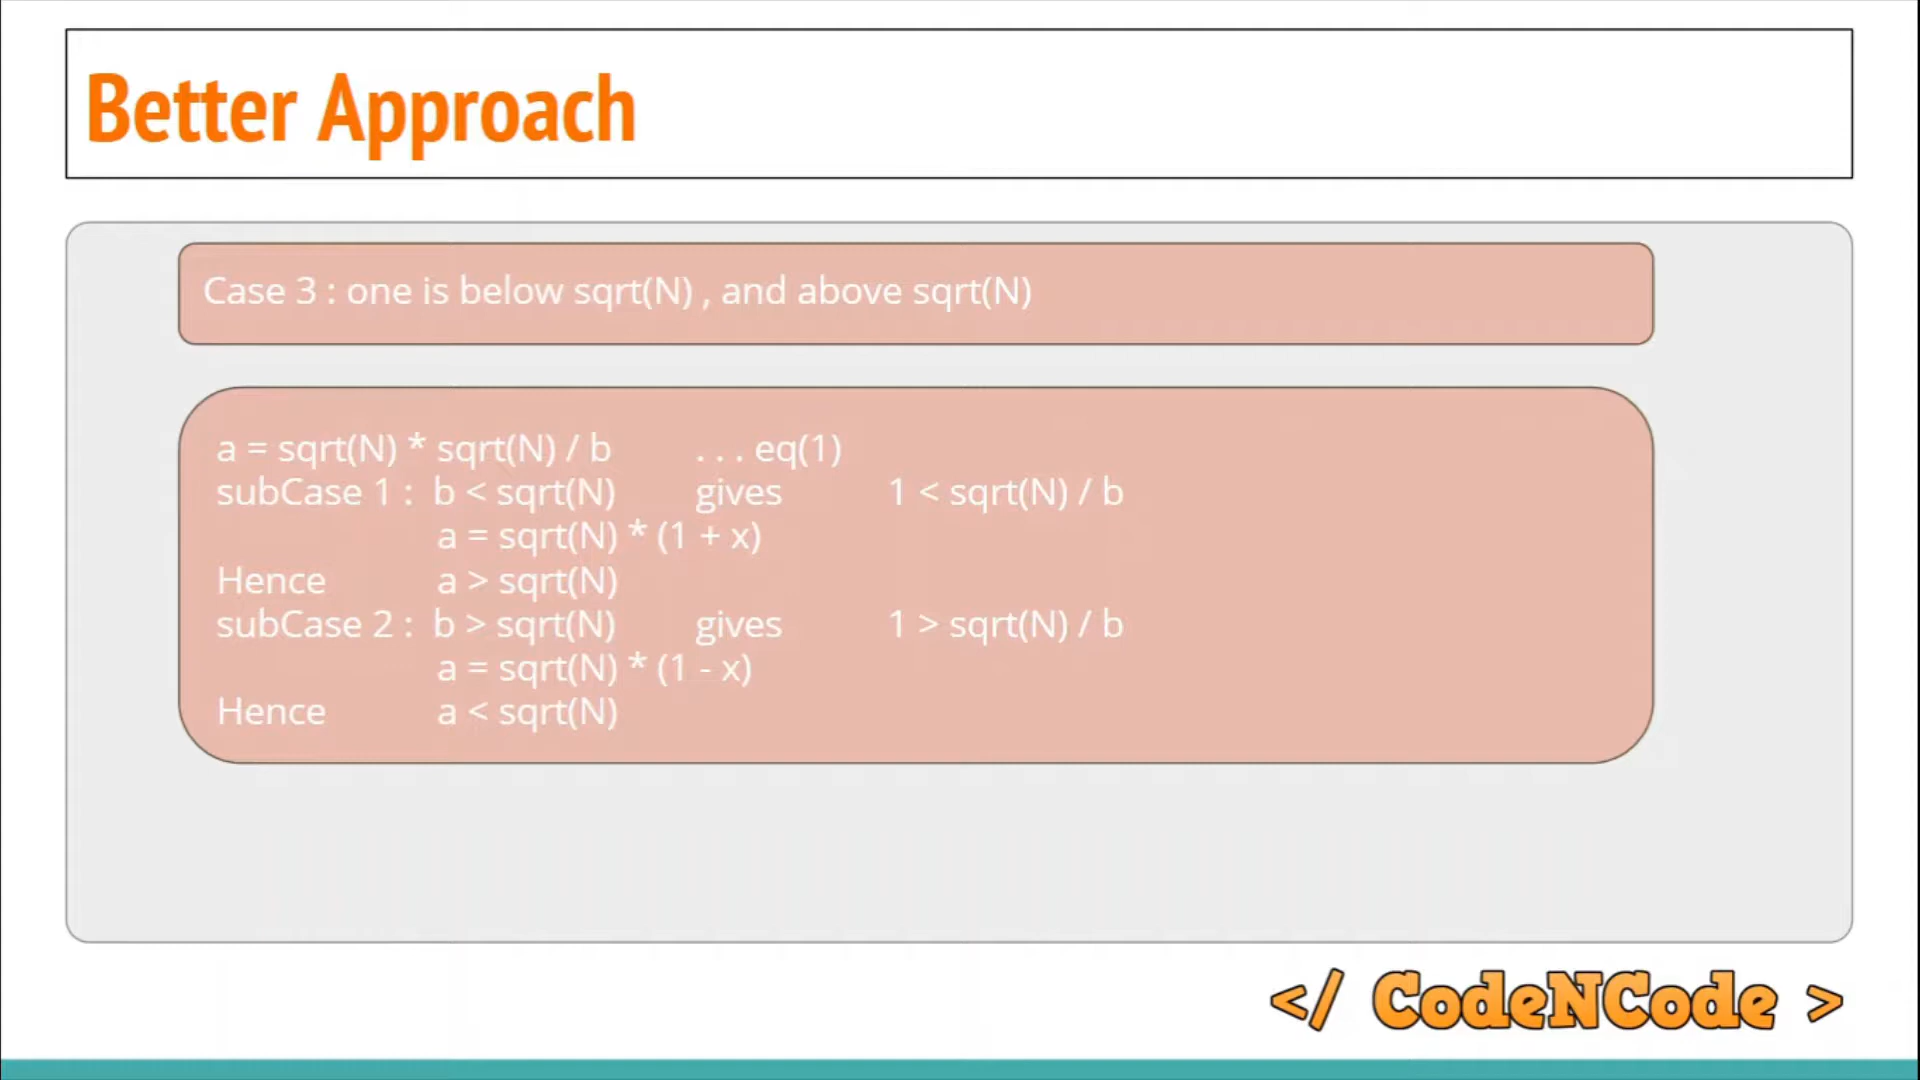 Better Approach
Case 3 : one is below sqrt(N) , and above sqrt(N)
a = sqrt(N) * sqrt(N) / b . . . eq(1)
subCase 1 : b < sqrt(N) gives 1 < sqrt(N) / b
a = sqrt(N) * (1 + x)
Hence a > sqrt(N)
subCase 2 : b > sqrt(N) gives 1 > sqrt(N) / b
a = sqrt(N) * (1 - x)
Hence a < sqrt(N)
</ CodeNCode >